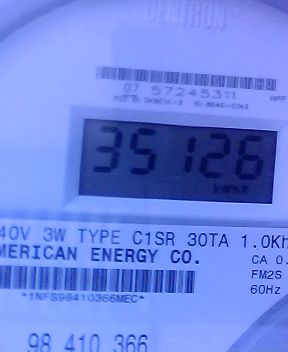 CENTRON
07 57245311
35126
kWhR
40V 3W TYPE C1SR 30TA 1.0Kh
MERICAN ENERGY CO.
CA 0.
FM2S
60Hz
*1NFS98410366MEC*
98 410 366